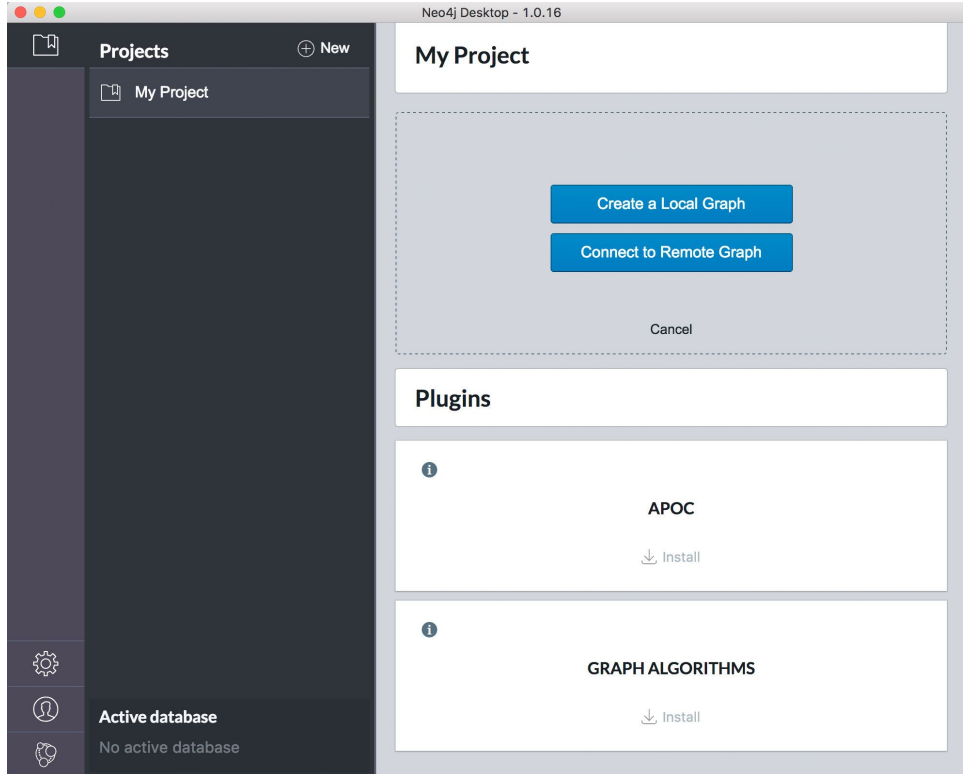 Neo4j Desktop - 1.0.16
Projects
New
My Project
Active database
No active database
My Project
Create a Local Graph
Connect to Remote Graph
Cancel
Plugins
APOC
Install
GRAPH ALGORITHMS
Install